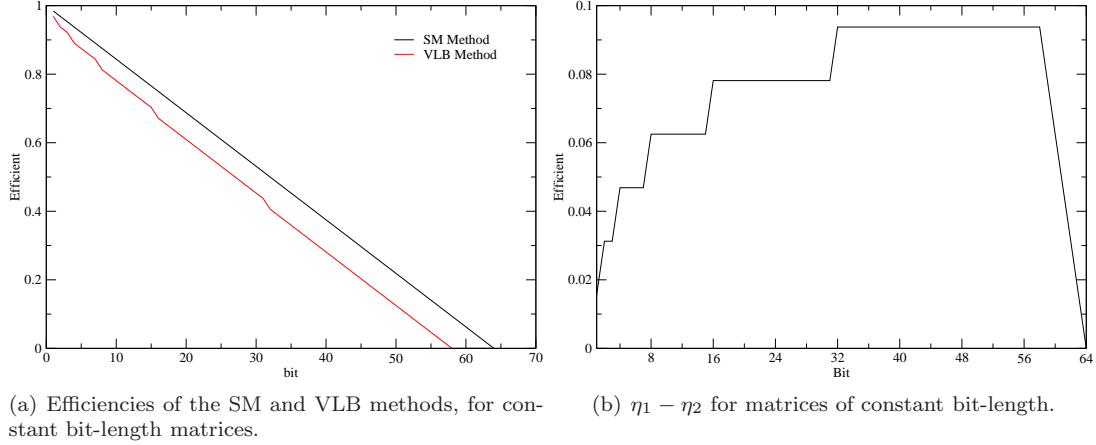 1
0.8
0.6
0.4
0.2
0
Efficient
0 10 20 30 40 50 60 70
bit
SM Method
VLB Method
0.1
0.08
0.06
0.04
0.02
0
Efficient
8 16 24 32 40 48 56 64
Bit
(a) Efficiencies of the SM and VLB methods, for con-
stant bit-length matrices.
(b) η₁ − η₂ for matrices of constant bit-length.